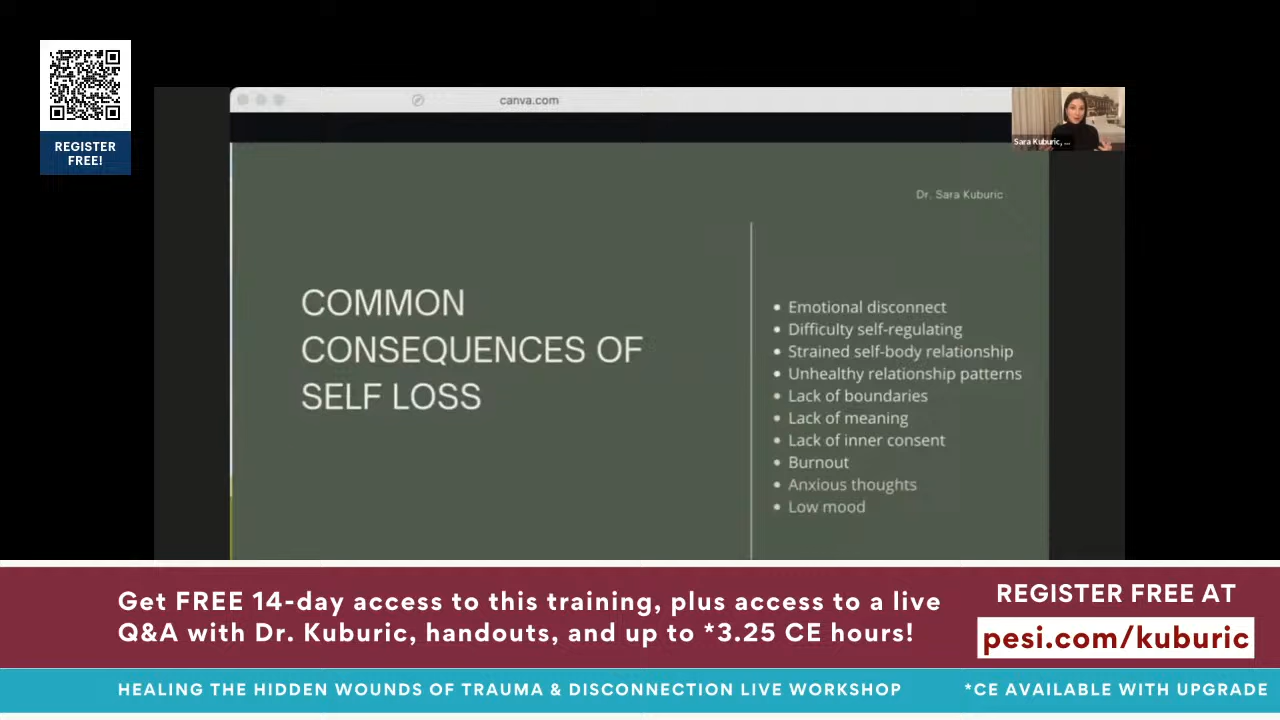 REGISTER
FREE!
canva.com
Sara Kuburic, ...
Dr. Sara Kuburic
COMMON
CONSEQUENCES OF
SELF LOSS
• Emotional disconnect
• Difficulty self-regulating
• Strained self-body relationship
• Unhealthy relationship patterns
• Lack of boundaries
• Lack of meaning
• Lack of inner consent
• Burnout
• Anxious thoughts
• Low mood
Get FREE 14-day access to this training, plus access to a live
Q&A with Dr. Kuburic, handouts, and up to *3.25 CE hours!
REGISTER FREE AT
pesi.com/kuburic
HEALING THE HIDDEN WOUNDS OF TRAUMA & DISCONNECTION LIVE WORKSHOP
*CE AVAILABLE WITH UPGRADE